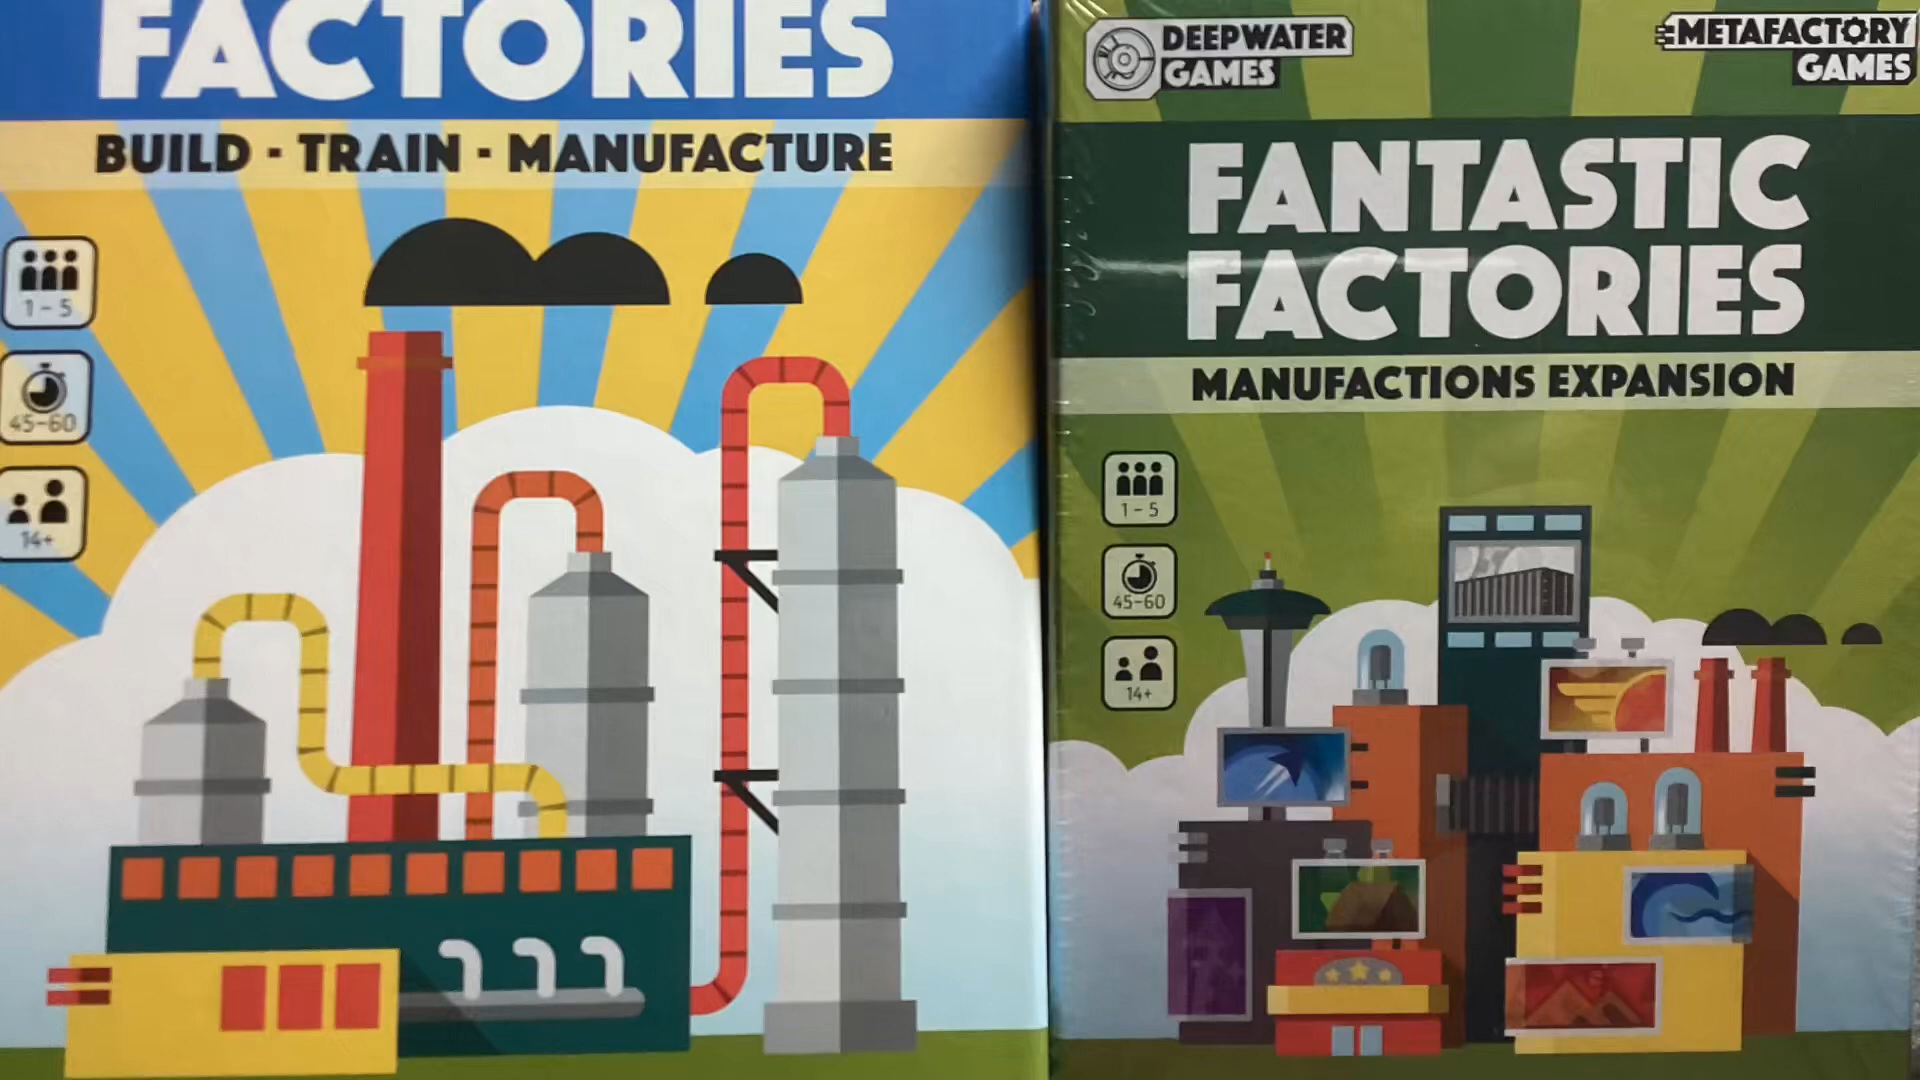 FACTORIES
BUILD · TRAIN · MANUFACTURE
1 – 5
45–60
14+
DEEPWATER
GAMES
METAFACTORY
GAMES
FANTASTIC
FACTORIES
MANUFACTIONS EXPANSION
1 – 5
45–60
14+